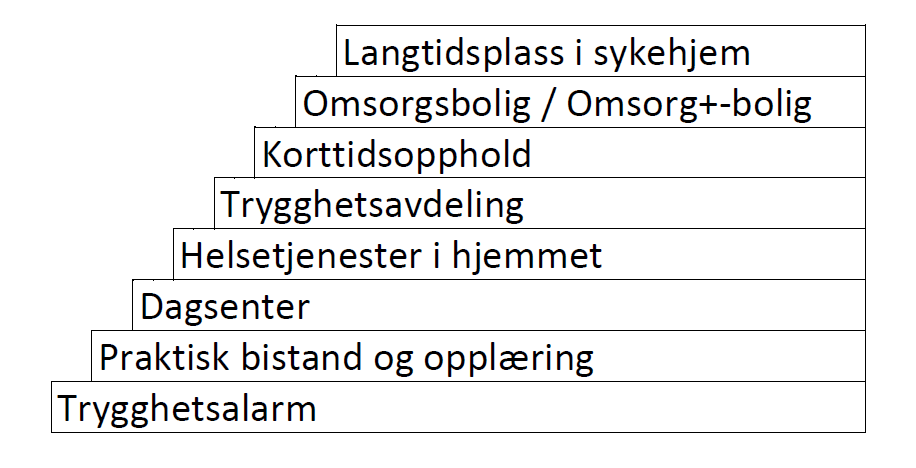 Langtidsplass i sykehjem
Omsorgsbolig / Omsorg+-bolig
Korttidsopphold
Trygghetsavdeling
Helsetjenester i hjemmet
Dagsenter
Praktisk bistand og opplæring
Trygghetsalarm